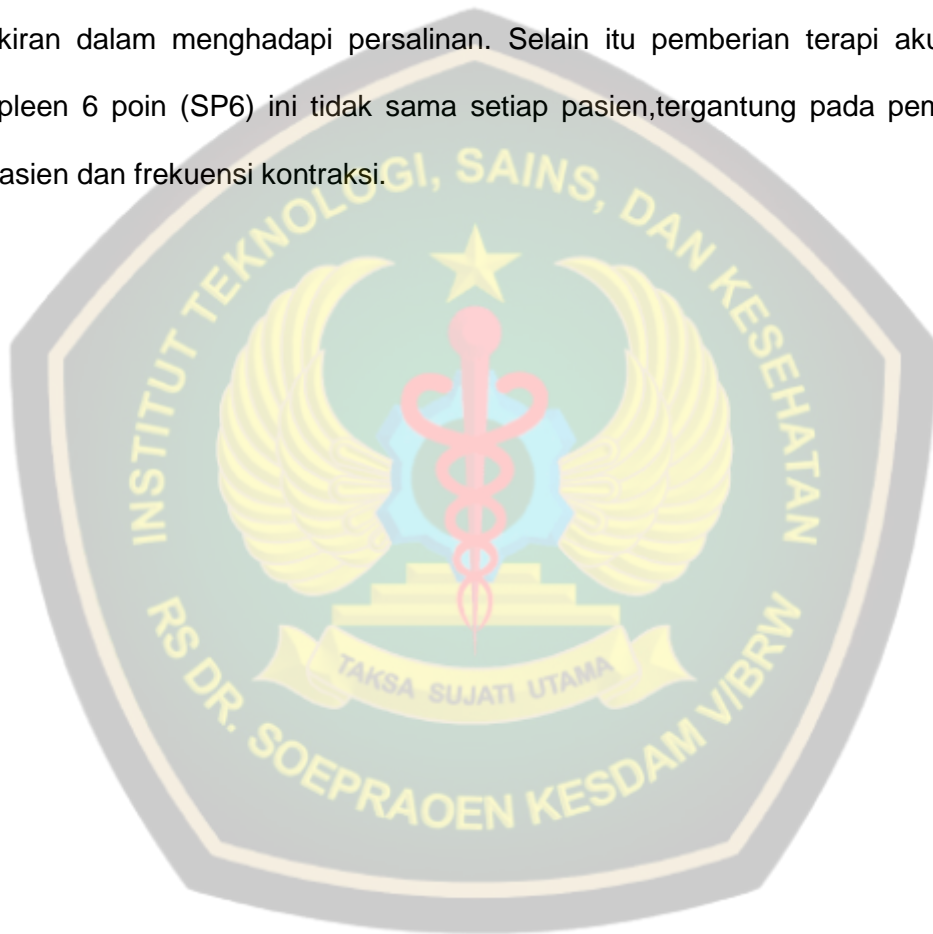 kiran dalam menghadapi persalinan. Selain itu pemberian terapi aku
pleen 6 poin (SP6) ini tidak sama setiap pasien,tergantung pada pem
asien dan frekuensi kontraksi.
INSTITUT TEKNOLOGI, SAINS, DAN KESEHATAN
TAKSA SUJATI UTAMA
RS DR. SOEPRAOEN KESDAM V/BRW